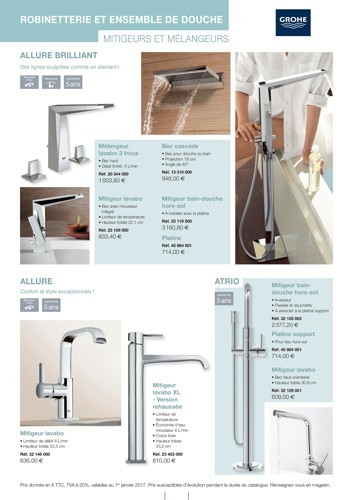 ROBINETTERIE ET ENSEMBLE DE DOUCHE
MITIGEURS ET MÉLANGEURS
GROHE
ALLURE BRILLIANT
Des lignes sculptées comme un diamant !
5 ans
Mélangeur
lavabo 3 trous
• Bec haut
• Débit limité: 5 L/min
Réf. 20 344 000
1 003,80 €
Bec cascade
• Bec pour douche ou bain
• Projection 18 cm
• Angle de 40°
Réf. 13 319 000
948,00 €
Mitigeur lavabo
• Bec avec mousseur
intégré
• Limiteur de température
• Hauteur totale 22,1 cm
Réf. 23 109 000
833,40 €
Mitigeur bain-douche
hors-sol
• À installer avec la platine
Réf. 23 119 000
3 160,80 €
Platine
Réf. 45 984 001
714,00 €
ALLURE
Confort et style exceptionnels !
5 ans
Mitigeur lavabo
• Limiteur de débit 6 L/min
• Hauteur totale 23,3 cm
Réf. 32 146 000
636,00 €
Mitigeur
lavabo XL
- Version
rehaussée
• Limiteur de
température
• Économie d'eau:
mousseur 6 L/min
• Corps lisse
• Hauteur totale
33,3 cm
Réf. 23 403 000
810,00 €
ATRIO
5 ans
Mitigeur bain-
douche hors-sol
• Inverseur
• Flexible et douchette
• À associer à la platine support
Réf. 32 135 002
2 377,20 €
Platine support
• Pour bec hors sol
Réf. 45 984 001
714,00 €
Mitigeur lavabo
• Bec haut orientable
• Hauteur totale 30,8 cm
Réf. 32 129 001
609,00 €
Prix donnés en € TTC, TVA à 20%, valables au 1er janvier 2017. Prix susceptibles d'évolution pendant la durée du catalogue. Renseignez-vous en magasin.